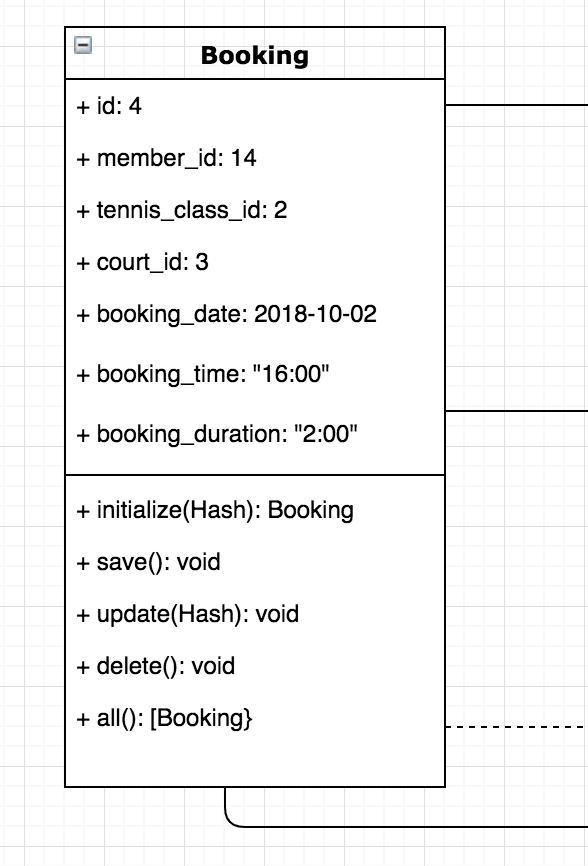 Booking
+ id: 4
+ member_id: 14
+ tennis_class_id: 2
+ court_id: 3
+ booking_date: 2018-10-02
+ booking_time: "16:00"
+ booking_duration: "2:00"
+ initialize(Hash): Booking
+ save(): void
+ update(Hash): void
+ delete(): void
+ all(): [Booking}